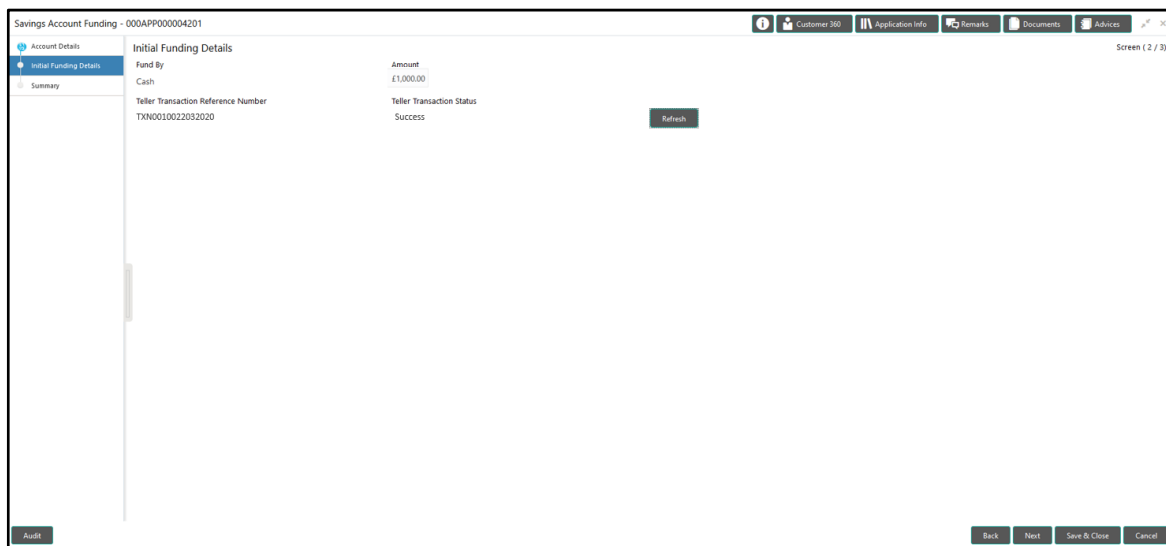 Savings Account Funding - 000APP000004201
Customer 360
Application Info
Remarks
Documents
Advices
Account Details
Initial Funding Details
Summary
Initial Funding Details
Screen ( 2 / 3)
Fund By
Amount
Cash
£1,000.00
Teller Transaction Reference Number
Teller Transaction Status
TXN0010022032020
Success
Refresh
Audit
Back
Next
Save & Close
Cancel